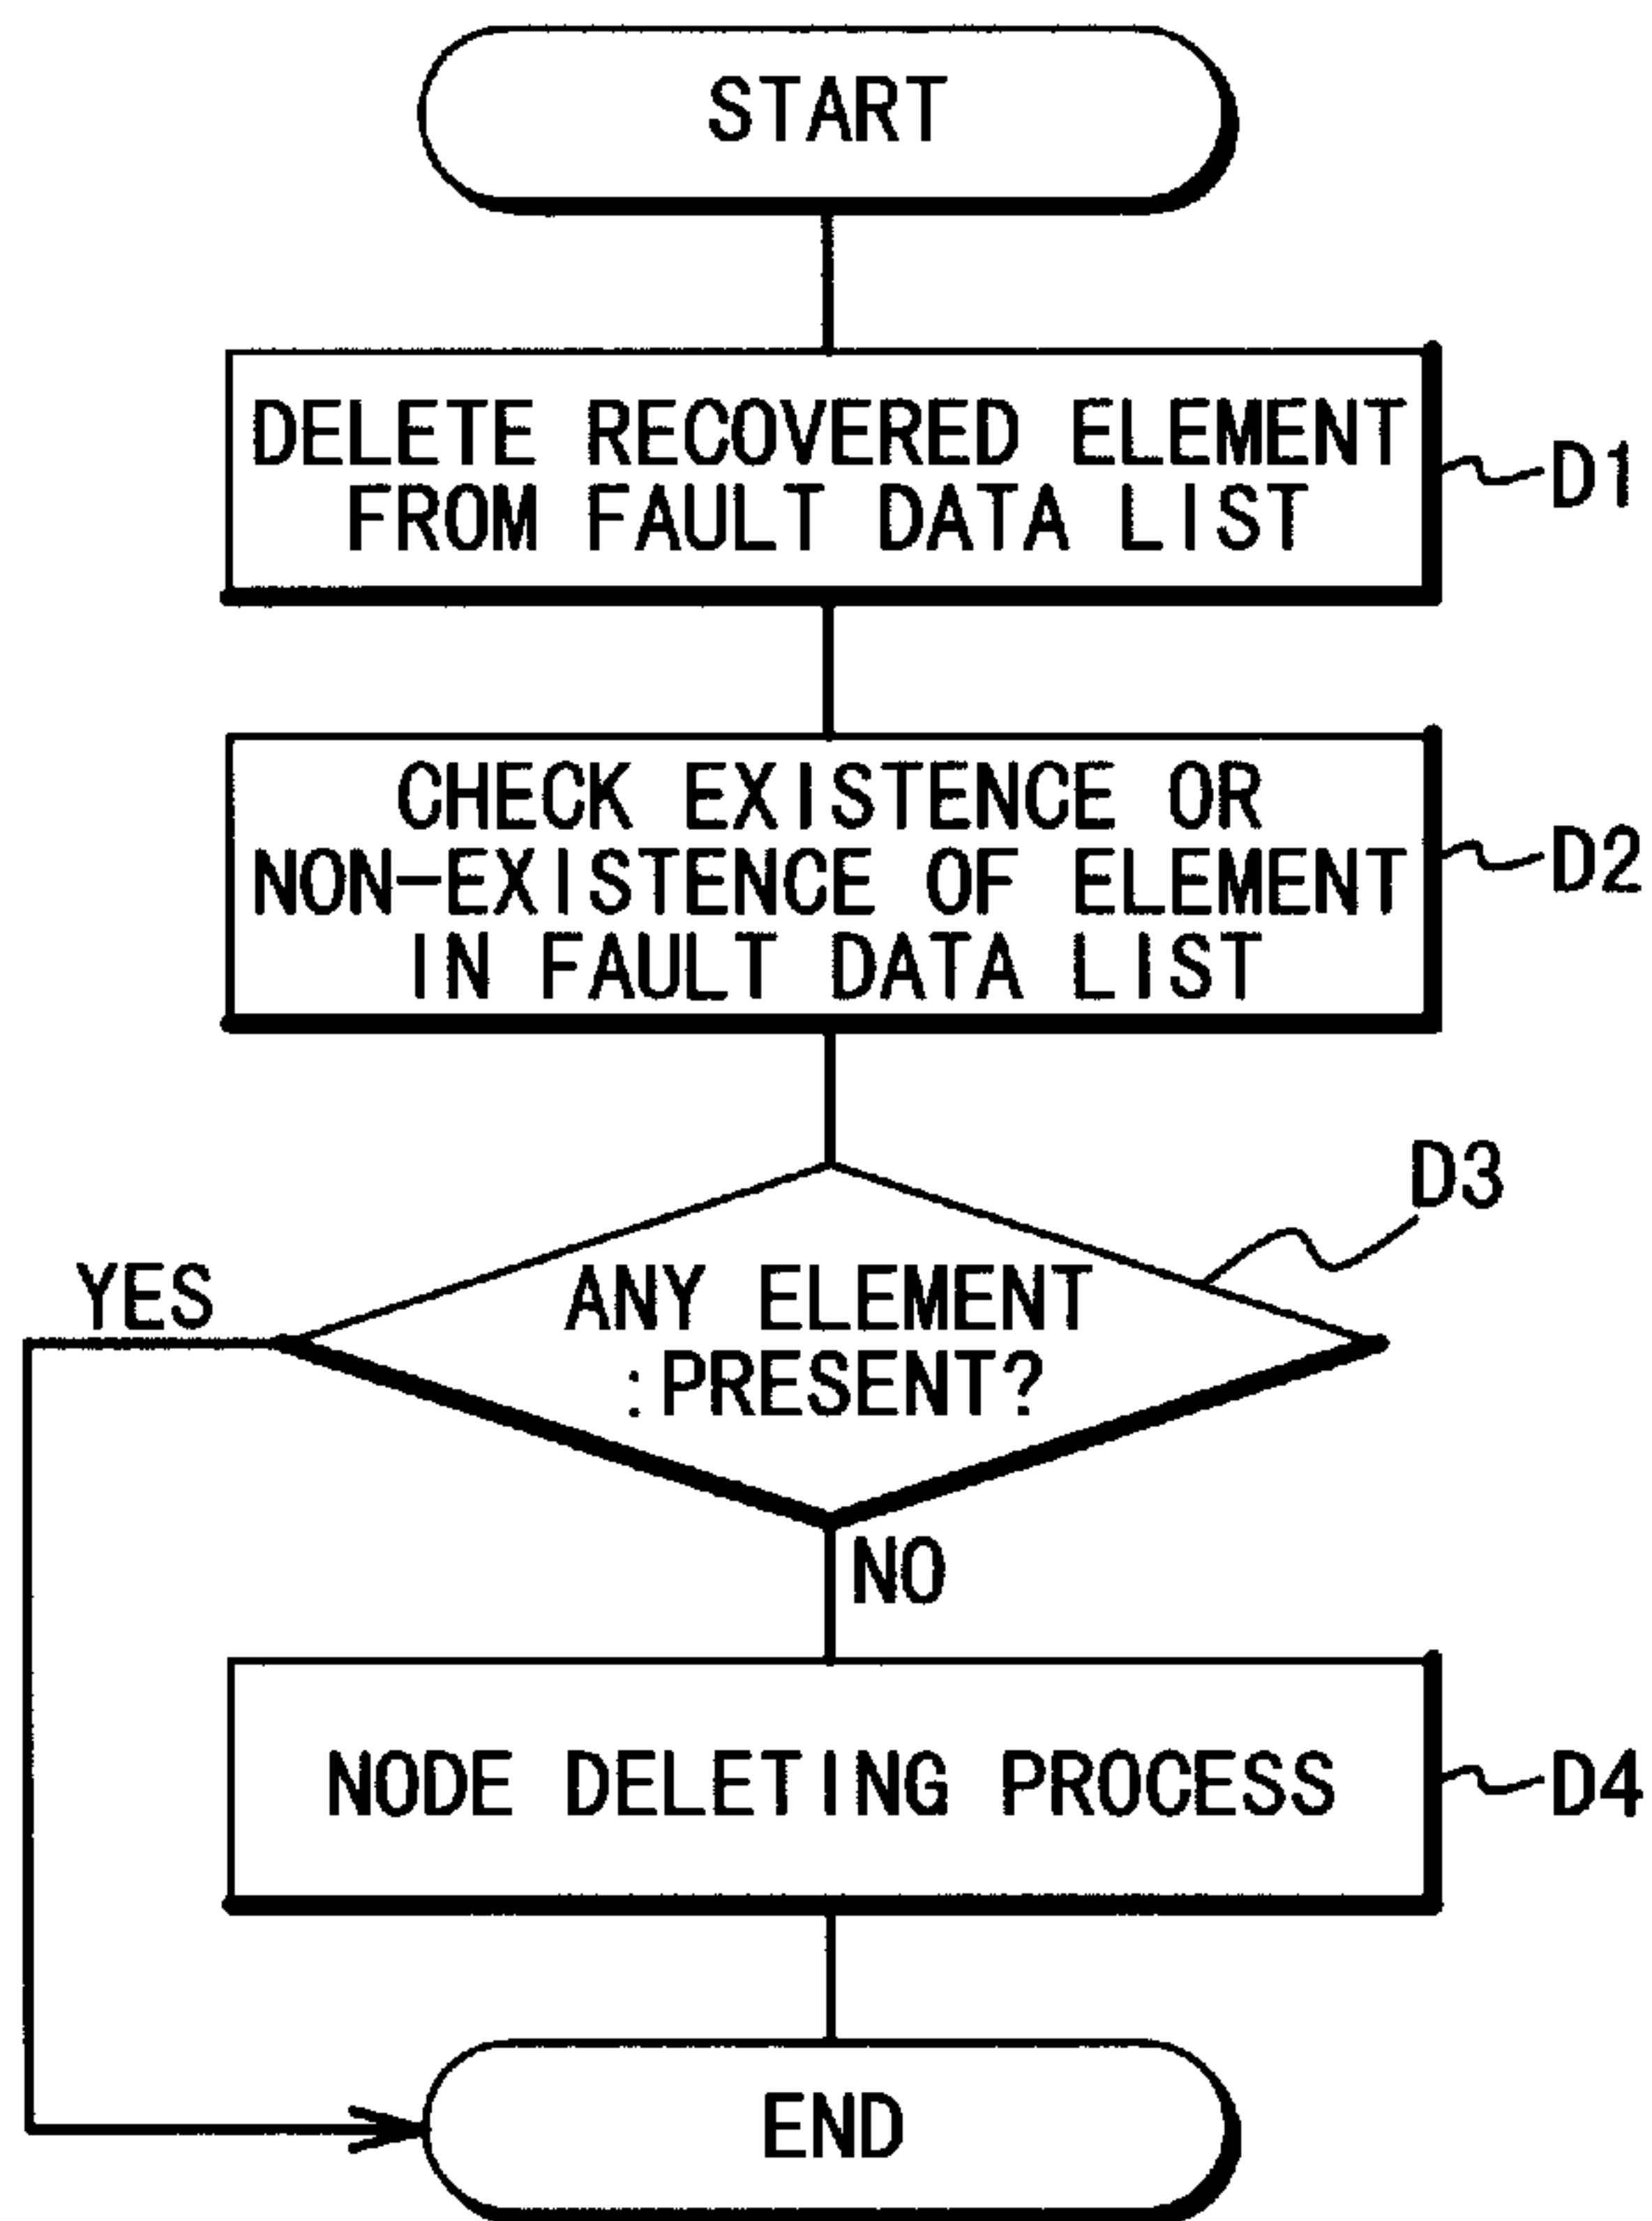 START
DELETE RECOVERED ELEMENT
FROM FAULT DATA LIST
D1
CHECK EXISTENCE OR
NON-EXISTENCE OF ELEMENT
IN FAULT DATA LIST
D2
D3
YES
ANY ELEMENT
:PRESENT?
NO
NODE DELETING PROCESS
D4
END